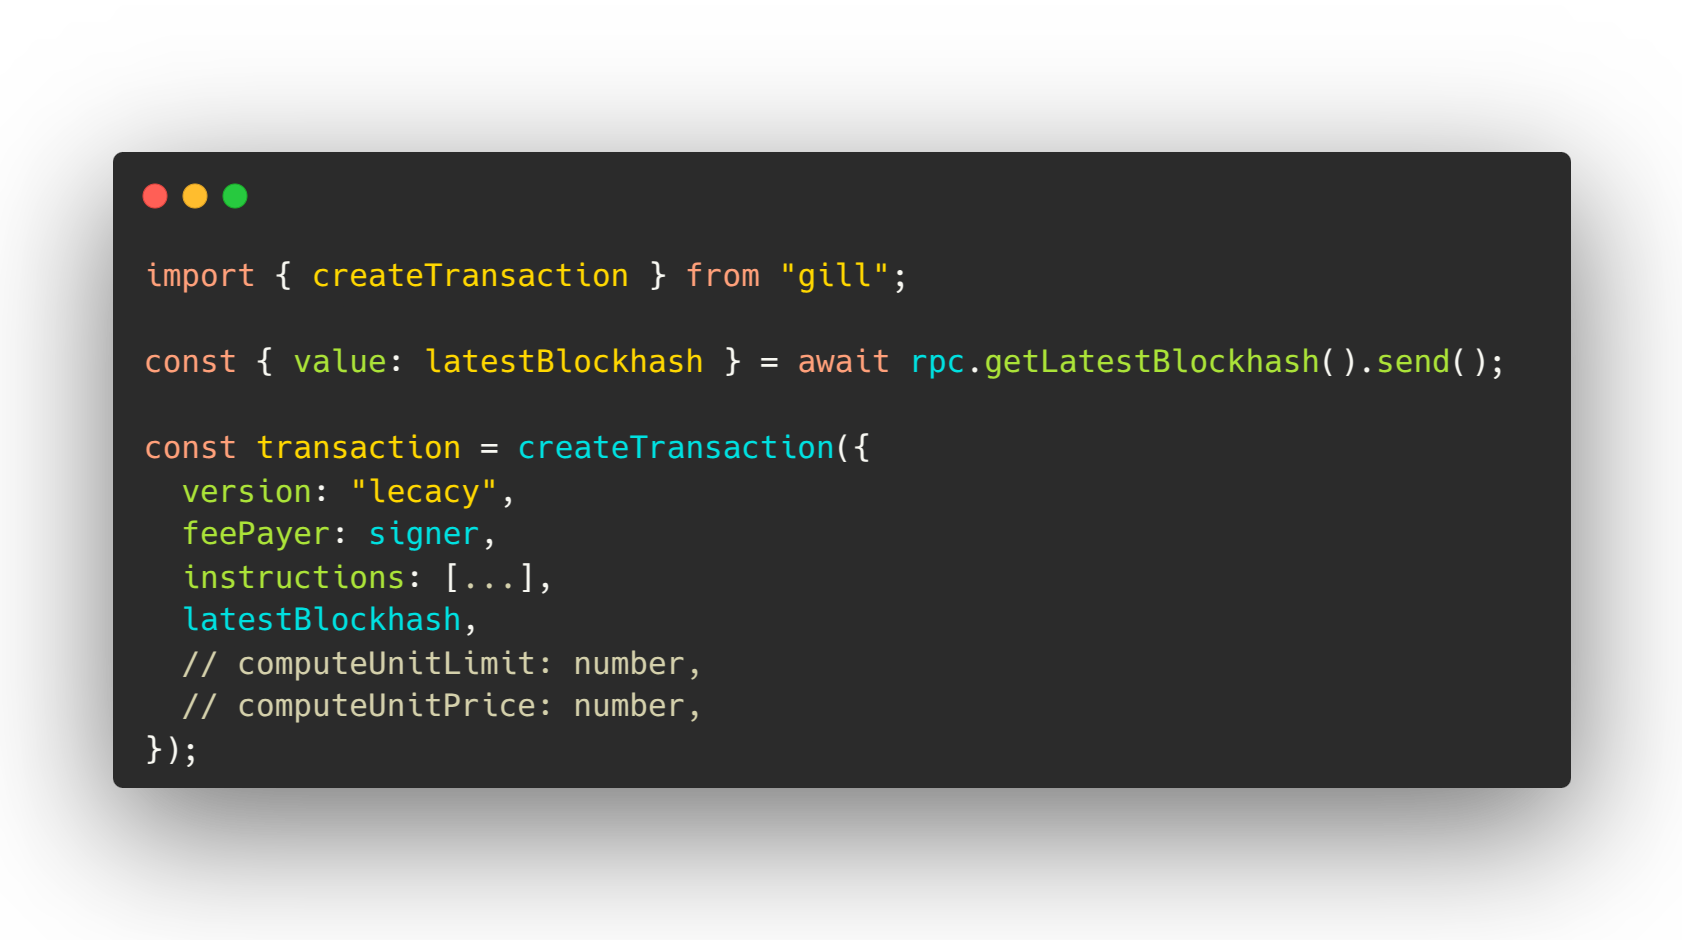 import { createTransaction } from "gill";
const { value: latestBlockhash } = await rpc.getLatestBlockhash().send();
const transaction = createTransaction({
version: "lecacy",
feePayer: signer,
instructions: [...],
latestBlockhash,
// computeUnitLimit: number,
// computeUnitPrice: number,
});